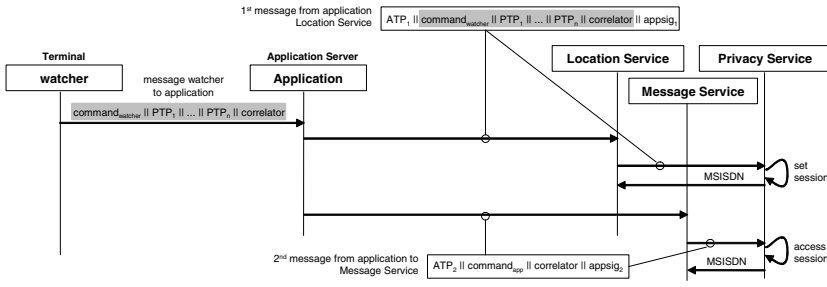 1st message from application
Location Service
ATP1 || commandwatcher || PTP1 || ... || PTPn || correlator || appsig1
Terminal
Application Server
watcher
message watcher
to application
Application
Location Service
Privacy Service
Message Service
commandwatcher || PTP1 || ... || PTPn || correlator
set
session
MSISDN
2nd message from application to
Message Service
ATP2 || commandapp || correlator || appsig2
access
session
MSISDN